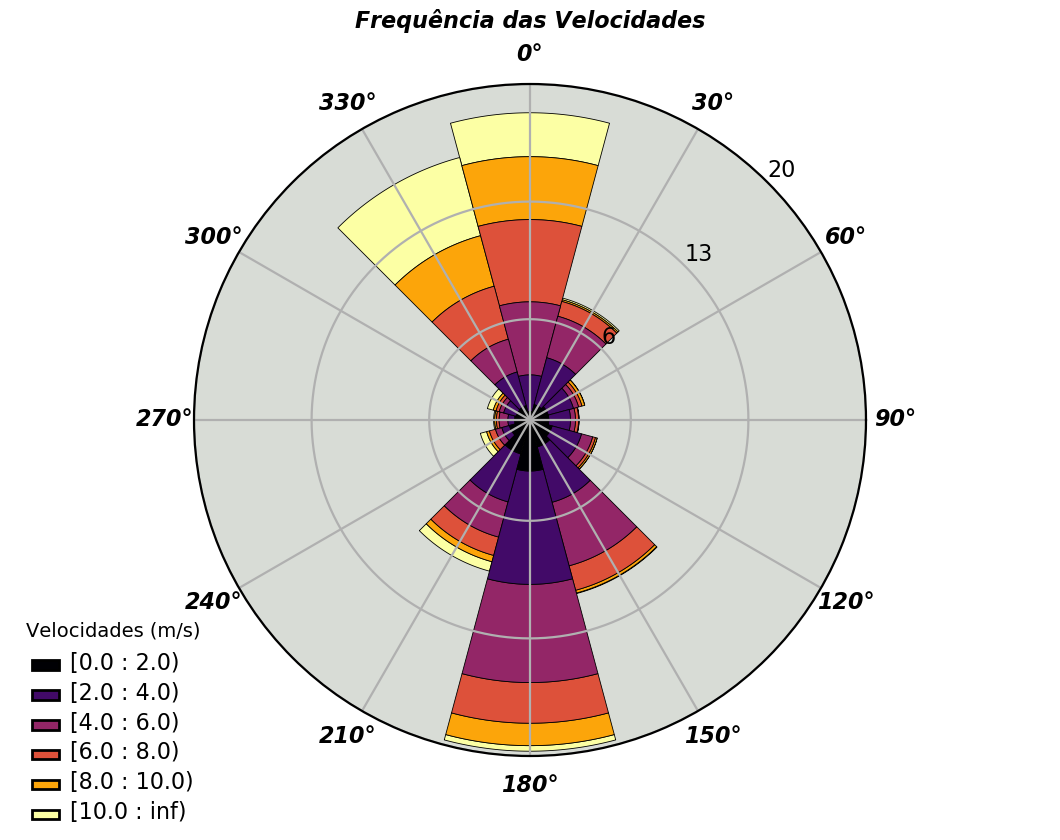 Frequência das Velocidades
0°
330°
30°
20
300°
60°
13
6
270°
90°
240°
120°
210°
150°
180°
Velocidades (m/s)
[0.0 : 2.0)
[2.0 : 4.0)
[4.0 : 6.0)
[6.0 : 8.0)
[8.0 : 10.0)
[10.0 : inf)